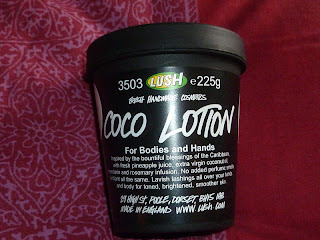 3503 LUSH e225g
FRESH HANDMADE COSMETICS
COCO LOTION
For Bodies and Hands
Inspired by the bountiful blessings of the Caribbean,
with fresh pineapple juice, extra virgin coconut oil,
and rosemary infusion. No added perfume
all the same. Lavish lashings all over your hands
and body for toned, brightened, smoother skin.
29 HIGH ST, POOLE, DORSET, BH15 1AB
MADE IN ENGLAND WWW.LUSH.COM